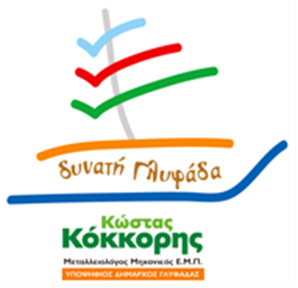 δυνατή Γλυφάδα
Κώστας
Κόκκορης
Μεταλλειολόγος Μηχανικός Ε.Μ.Π.
ΥΠΟΨΗΦΙΟΣ ΔΗΜΑΡΧΟΣ ΓΛΥΦΑΔΑΣ